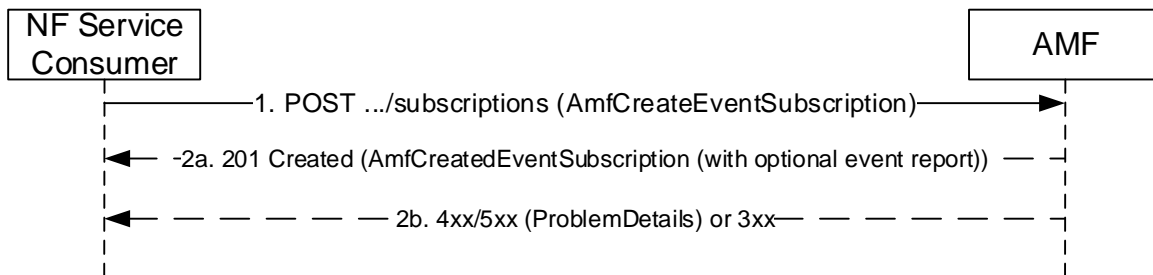 NF Service
Consumer
AMF
1. POST .../subscriptions (AmfCreateEventSubscription)
2a. 201 Created (AmfCreatedEventSubscription (with optional event report))
2b. 4xx/5xx (ProblemDetails) or 3xx